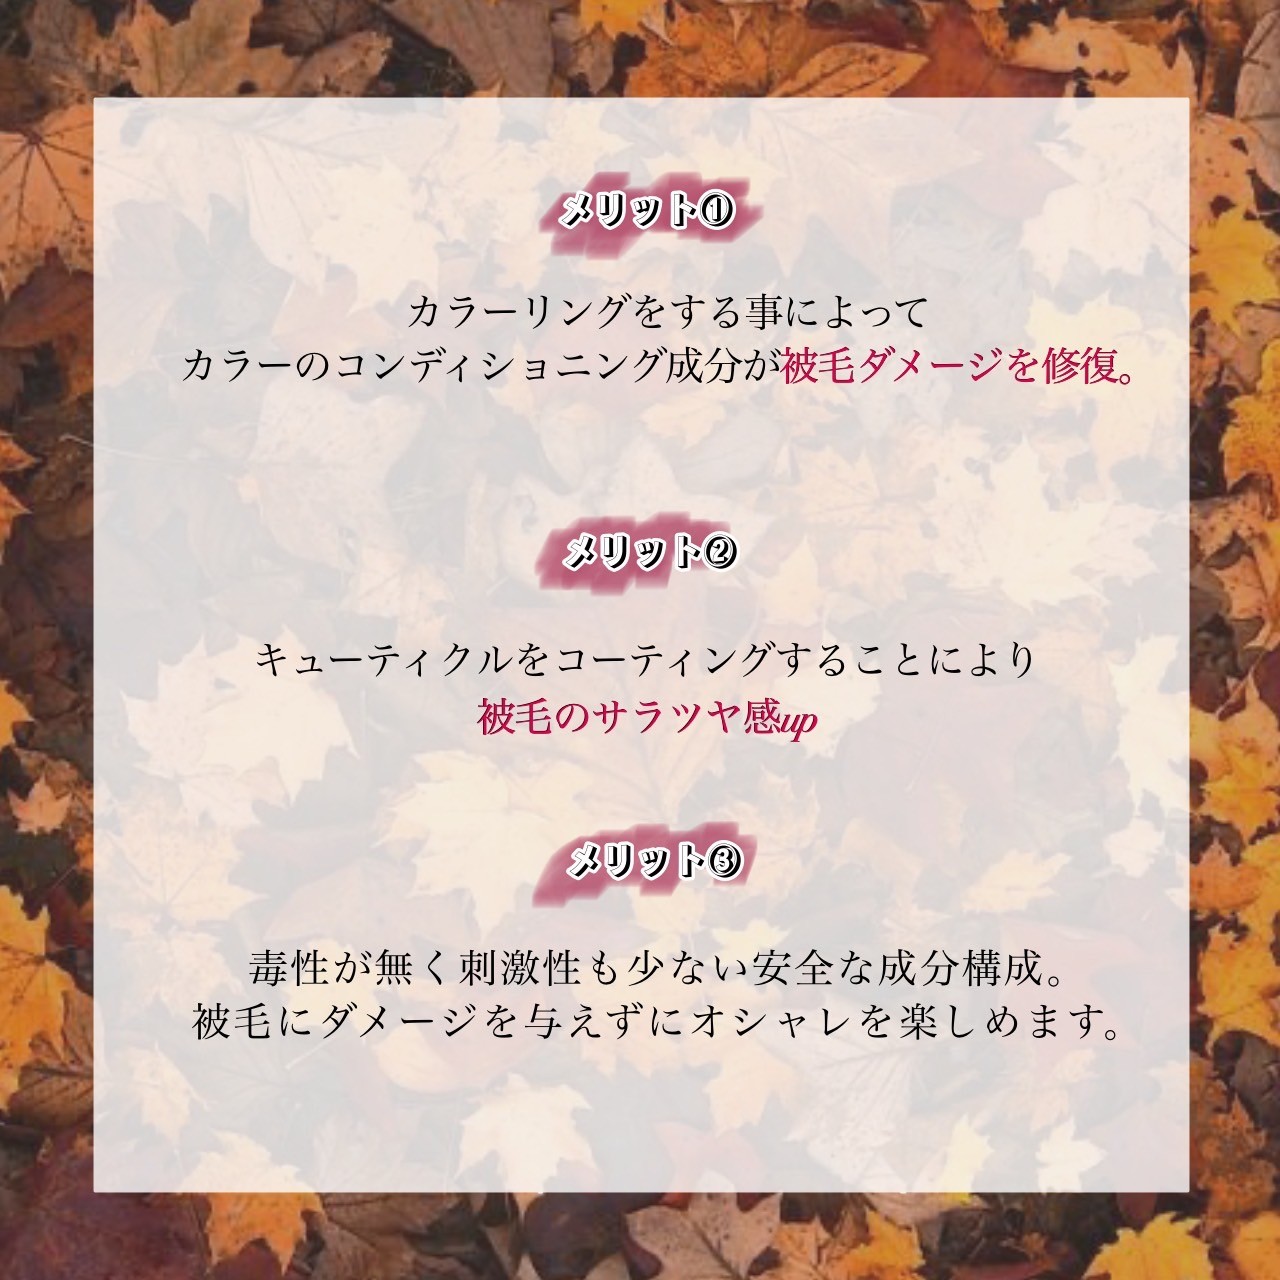 メリット①
カラーリングをする事によって
カラーのコンディショニング成分が被毛ダメージを修復。
メリット②
キューティクルをコーティングすることにより
被毛のサラツヤ感up
メリット③
毒性が無く刺激性も少ない安全な成分構成。
被毛にダメージを与えずにオシャレを楽しめます。